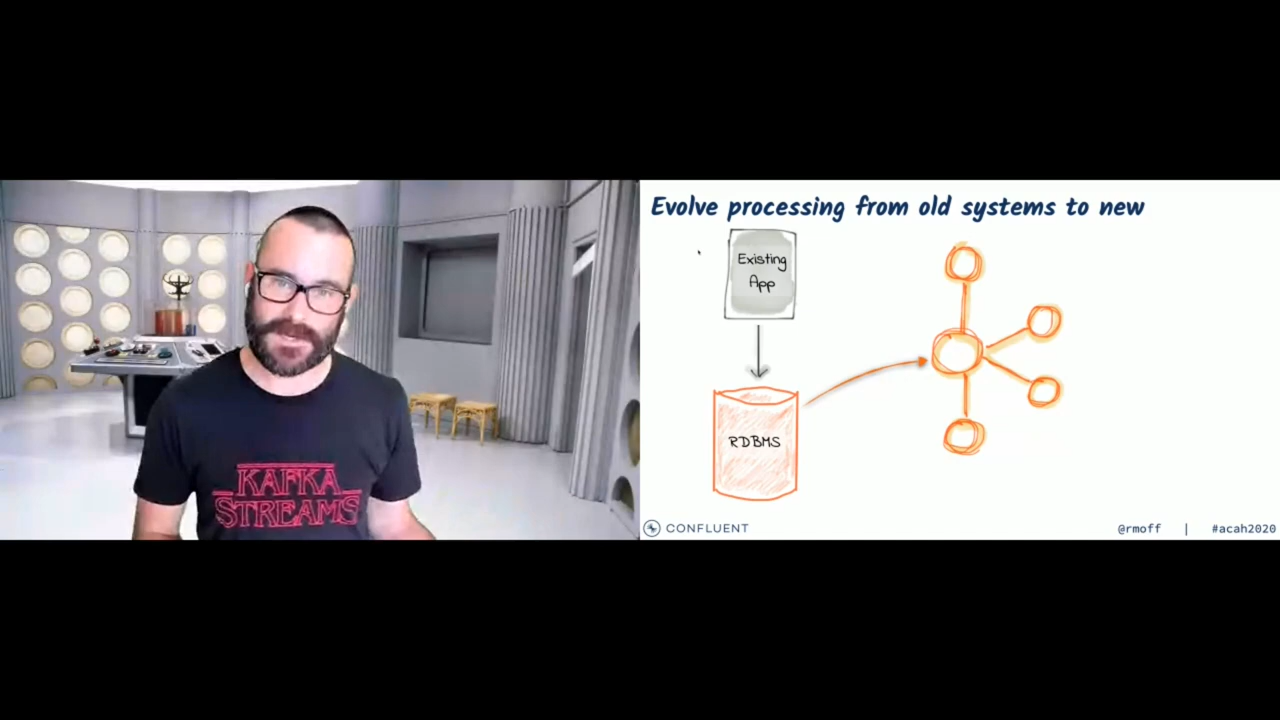 KAFKA
STREAMS
Evolve processing from old systems to new
Existing
App
RDBMS
CONFLUENT
@rmoff | #acah2020